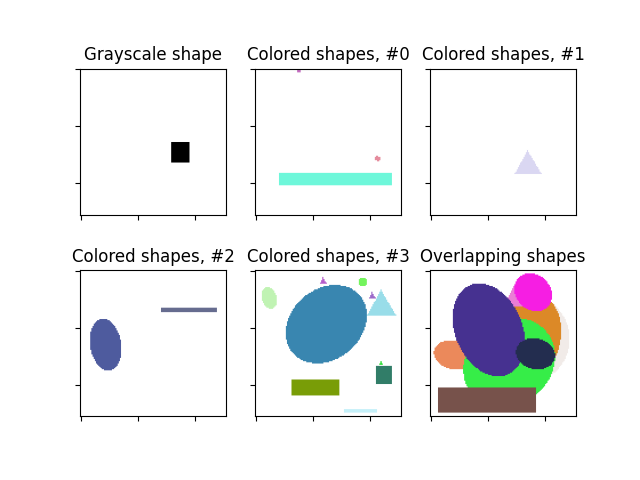 Grayscale shape
Colored shapes, #0
Colored shapes, #1
Colored shapes, #2
Colored shapes, #3
Overlapping shapes